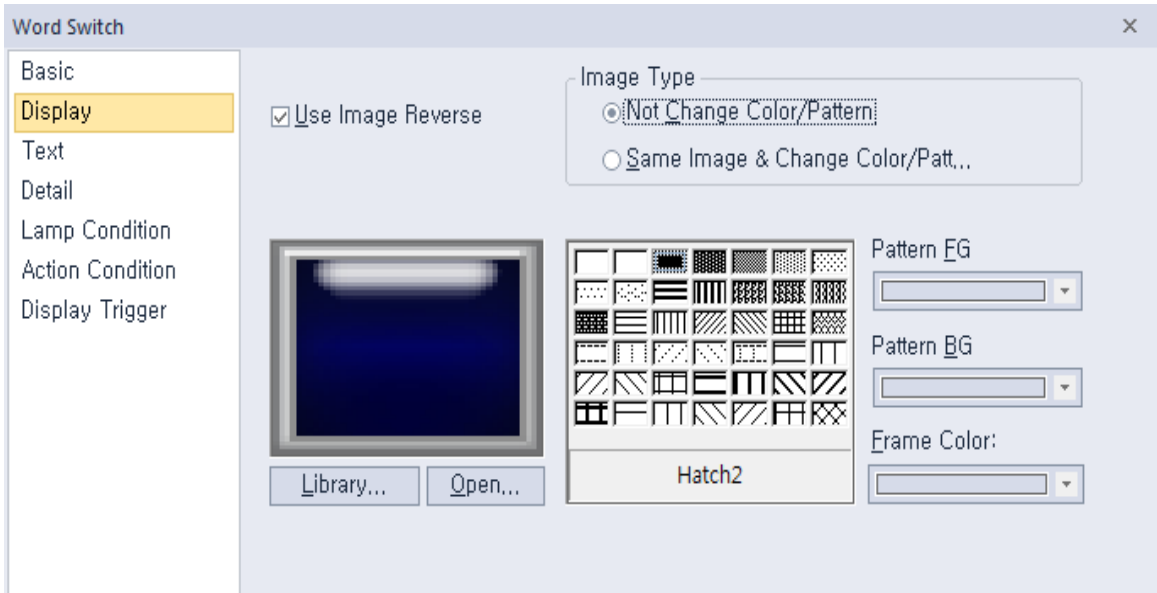 Word Switch
Basic
Display
Text
Detail
Lamp Condition
Action Condition
Display Trigger
Use Image Reverse
Image Type
Not Change Color/Pattern
Same Image & Change Color/Patt...
Library...
Open...
Hatch2
Pattern FG
Pattern BG
Frame Color: